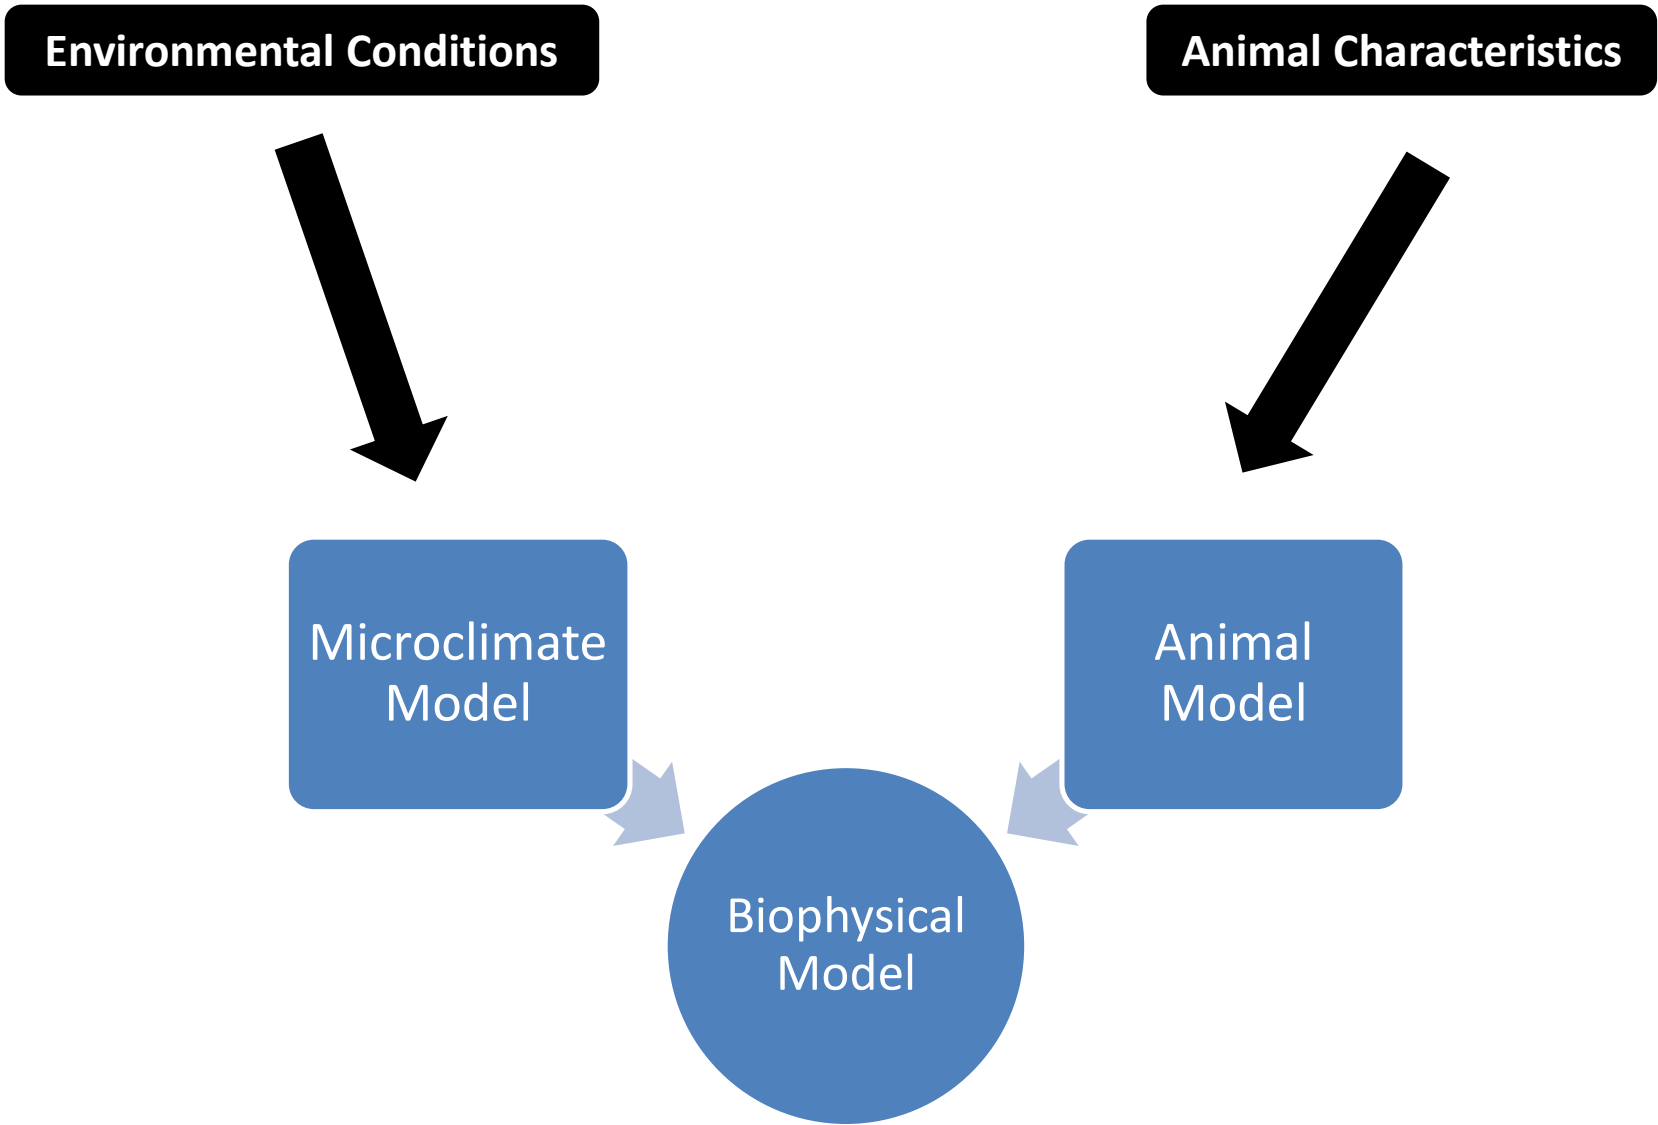 Environmental Conditions
Animal Characteristics
Microclimate
Model
Animal
Model
Biophysical
Model